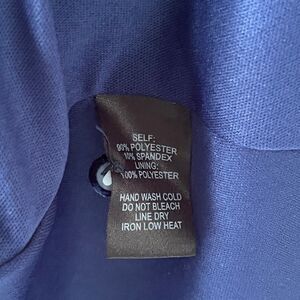 SELF:
90% POLYESTER
10% SPANDEX
LINING:
100% POLYESTER
HAND WASH COLD
DO NOT BLEACH
LINE DRY
IRON LOW HEAT